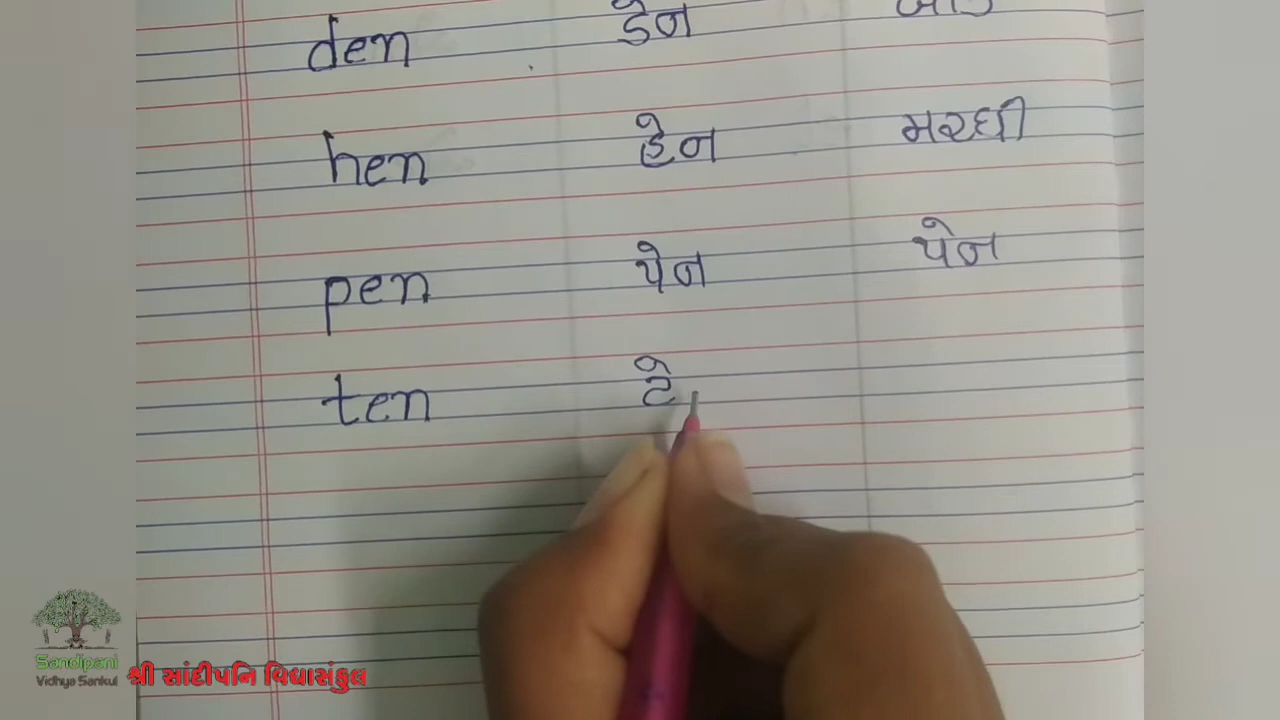 den ડેન
hen હેન મરઘી
pen પેન પેન
ten ટે
Sandipani
Vidhya Sankul
શ્રી સાંદીપનિ વિદ્યાસંકુલ